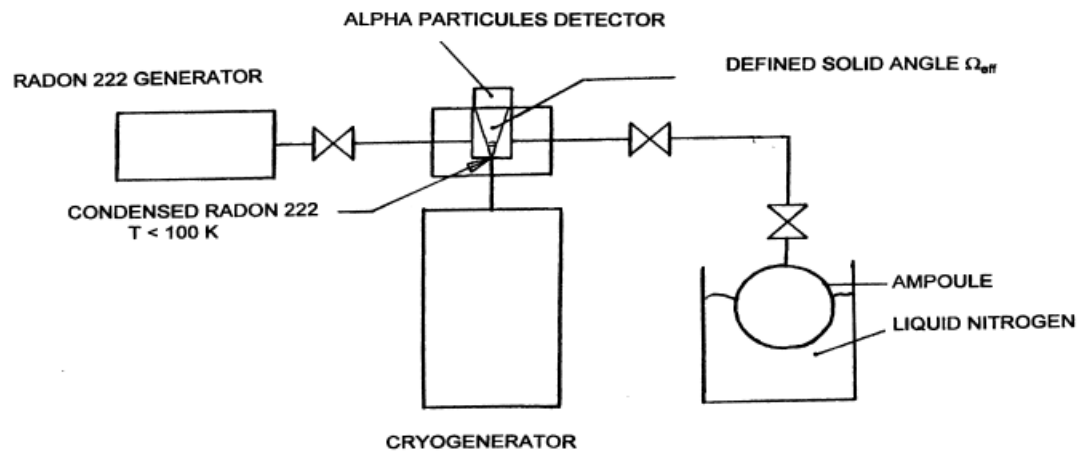 ALPHA PARTICULES DETECTOR
RADON 222 GENERATOR
DEFINED SOLID ANGLE Ωeff
CONDENSED RADON 222
T < 100 K
AMPOULE
LIQUID NITROGEN
CRYOGENERATOR